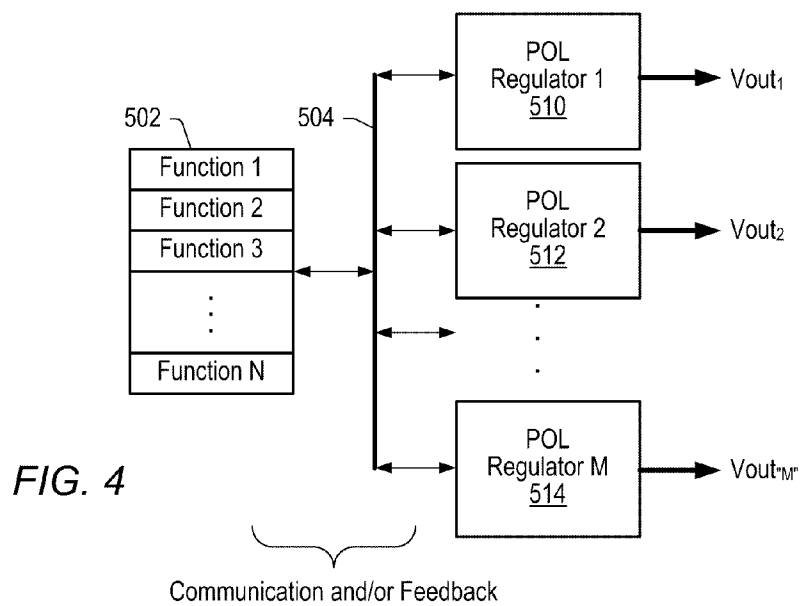 POL
Regulator 1
510
Vout1
502
504
Function 1
Function 2
Function 3
Function N
POL
Regulator 2
512
Vout2
POL
Regulator M
514
Vout"M"
FIG. 4
Communication and/or Feedback